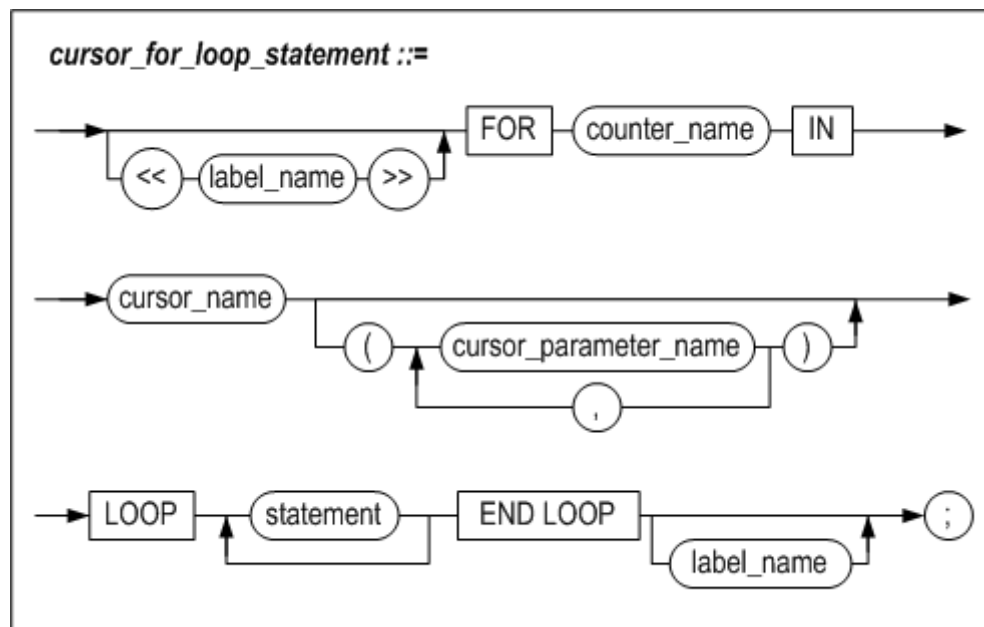 cursor_for_loop_statement ::=
FOR counter_name IN
<< label_name >>
cursor_name
( cursor_parameter_name )
,
LOOP statement END LOOP ;
label_name